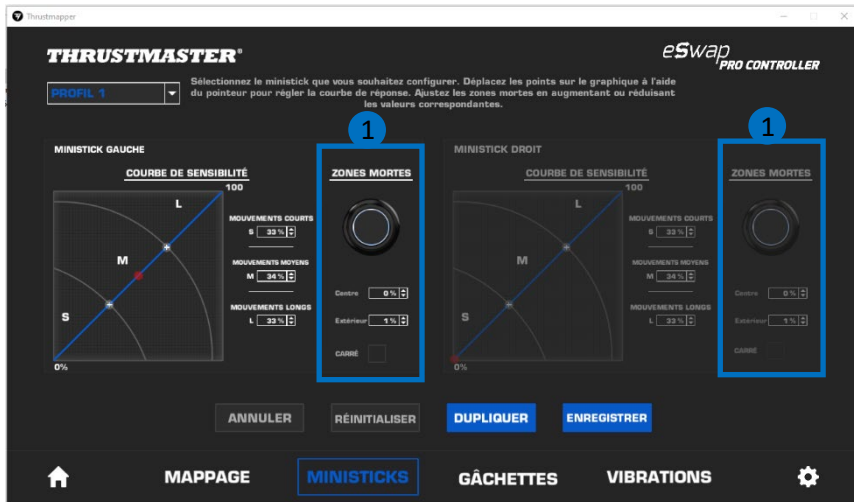 Thrustmapper
THRUSTMASTER®
eSwap
PRO CONTROLLER
PROFIL 1
Sélectionnez le ministick que vous souhaitez configurer. Déplacez les points sur le graphique à l'aide
du pointeur pour régler la courbe de réponse. Ajustez les zones mortes en augmentant ou réduisant
les valeurs correspondantes.
1
1
MINISTICK GAUCHE
COURBE DE SENSIBILITÉ
100
L
M
S
0%
MOUVEMENTS COURTS
S 33%
MOUVEMENTS MOYENS
M 34%
MOUVEMENTS LONGS
L 33%
ZONES MORTES
Centre 0%
Extérieur 1%
CARRÉ
MINISTICK DROIT
COURBE DE SENSIBILITÉ
100
L
M
S
0%
MOUVEMENTS COURTS
S 33%
MOUVEMENTS MOYENS
M 34%
MOUVEMENTS LONGS
L 33%
ZONES MORTES
Centre 0%
Extérieur 1%
CARRÉ
ANNULER
RÉINITIALISER
DUPLIQUER
ENREGISTRER
MAPPAGE
MINISTICKS
GÂCHETTES
VIBRATIONS